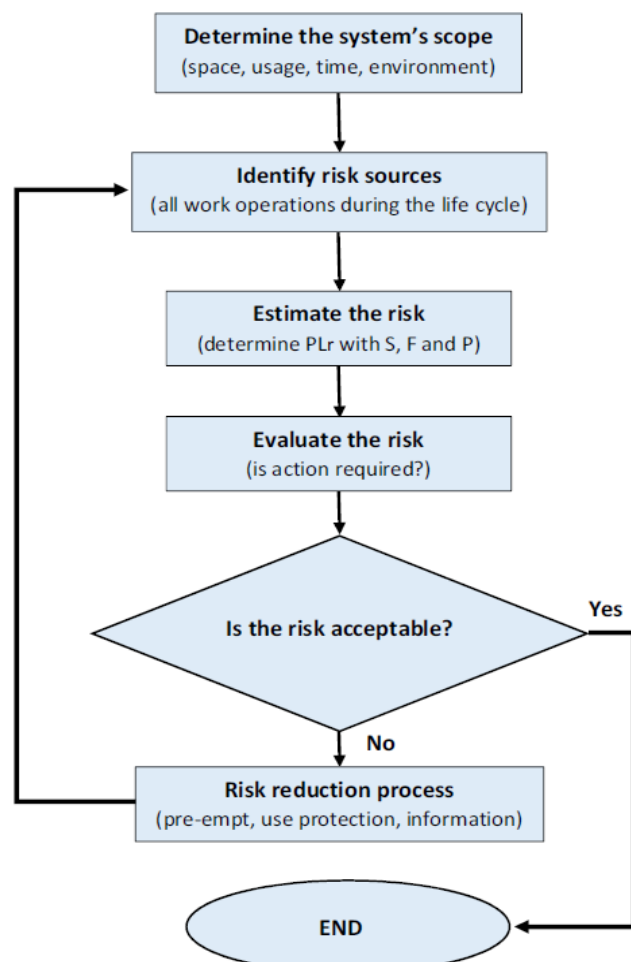 Determine the system’s scope
(space, usage, time, environment)
Identify risk sources
(all work operations during the life cycle)
Estimate the risk
(determine PLr with S, F and P)
Evaluate the risk
(is action required?)
Is the risk acceptable?
Yes
No
Risk reduction process
(pre-empt, use protection, information)
END